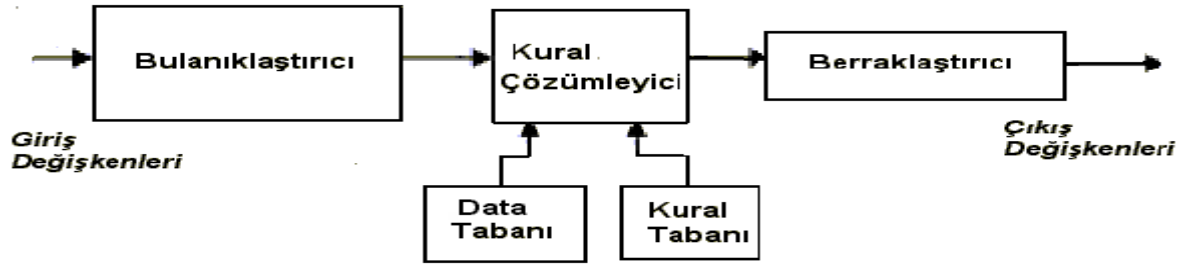 Bulanıklaştırıcı
Kural
Çözümleyici
Berraklaştırıcı
Giriş
Değişkenleri
Çıkış
Değişkenleri
Data
Tabanı
Kural
Tabanı